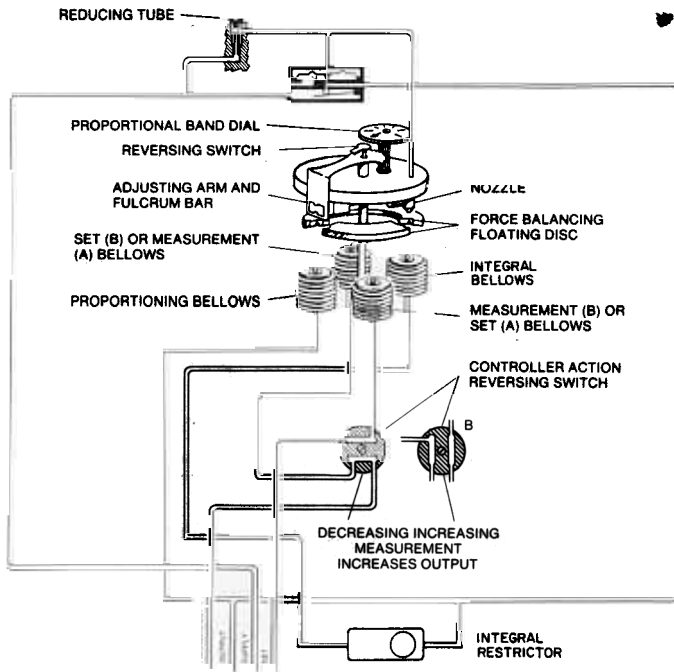 REDUCING TUBE
PROPORTIONAL BAND DIAL
REVERSING SWITCH
ADJUSTING ARM AND
FULCRUM BAR
NOZZLE
FORCE BALANCING
FLOATING DISC
SET (B) OR MEASUREMENT
(A) BELLOWS
INTEGRAL
BELLOWS
PROPORTIONING BELLOWS
MEASUREMENT (B) OR
SET (A) BELLOWS
CONTROLLER ACTION
REVERSING SWITCH
B
DECREASING INCREASING
MEASUREMENT
INCREASES OUTPUT
INTEGRAL
RESTRICTOR